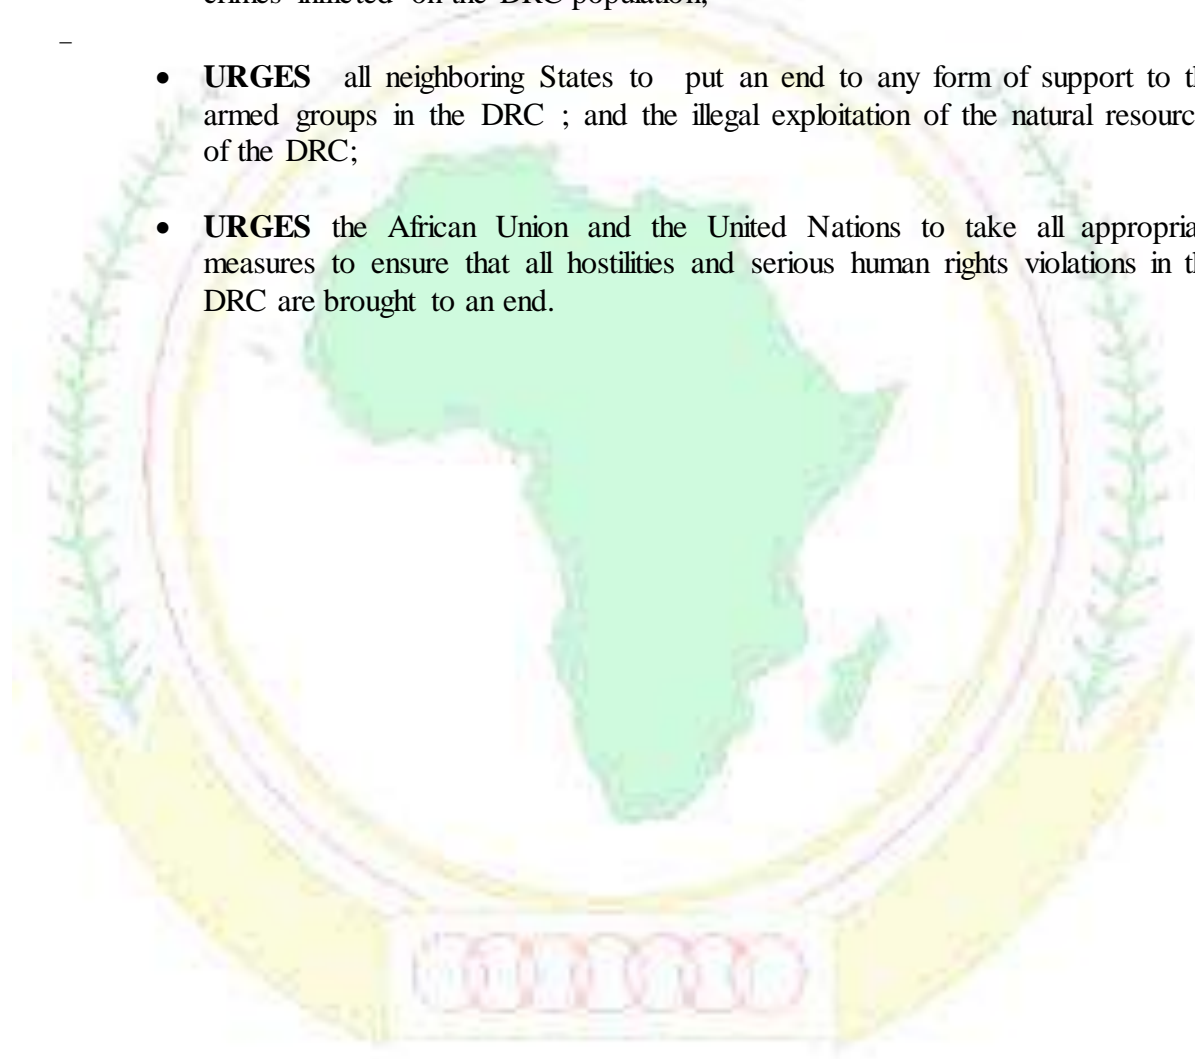 crimes inflicted on the DRC population;
–
• URGES all neighboring States to put an end to any form of support to th
armed groups in the DRC ; and the illegal exploitation of the natural resourc
of the DRC;
• URGES the African Union and the United Nations to take all appropria
measures to ensure that all hostilities and serious human rights violations in th
DRC are brought to an end.